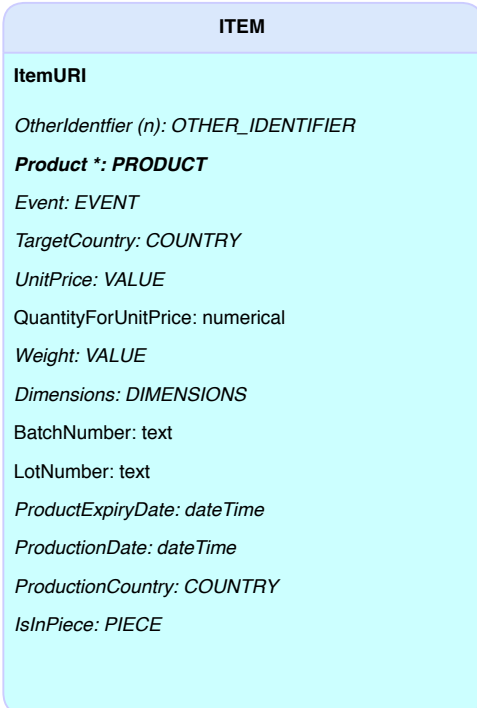 ITEM
ItemURI
OtherIdentfier (n): OTHER_IDENTIFIER
Product *: PRODUCT
Event: EVENT
TargetCountry: COUNTRY
UnitPrice: VALUE
QuantityForUnitPrice: numerical
Weight: VALUE
Dimensions: DIMENSIONS
BatchNumber: text
LotNumber: text
ProductExpiryDate: dateTime
ProductionDate: dateTime
ProductionCountry: COUNTRY
IsInPiece: PIECE